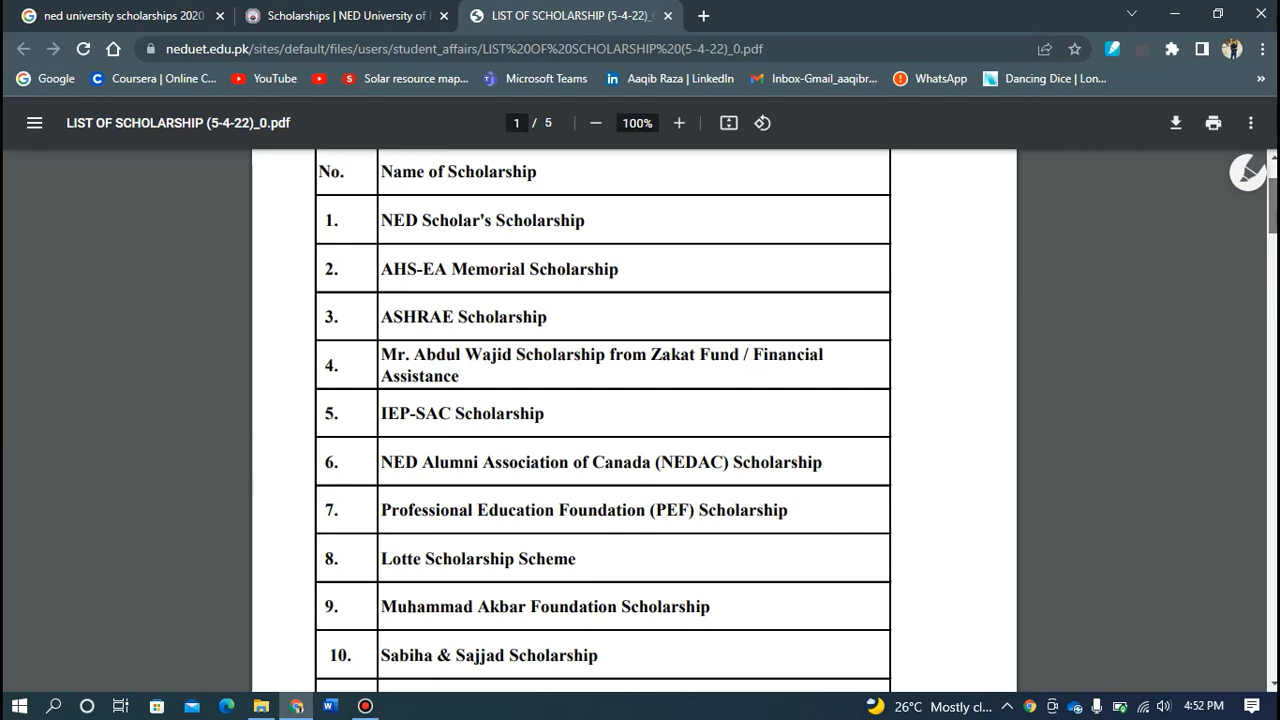 ned university scholarships 2020
Scholarships | NED University of
LIST OF SCHOLARSHIP (5-4-22)_
neduet.edu.pk/sites/default/files/users/student_affairs/LIST%20OF%20SCHOLARSHIP%20(5-4-22)_0.pdf
Google
Coursera | Online C...
YouTube
Solar resource map...
Microsoft Teams
Aaqib Raza | LinkedIn
Inbox-Gmail_aaqibr...
WhatsApp
Dancing Dice | Lon...
»
LIST OF SCHOLARSHIP (5-4-22)_0.pdf
1 / 5
100%
No. Name of Scholarship
1. NED Scholar's Scholarship
2. AHS-EA Memorial Scholarship
3. ASHRAE Scholarship
4. Mr. Abdul Wajid Scholarship from Zakat Fund / Financial
Assistance
5. IEP-SAC Scholarship
6. NED Alumni Association of Canada (NEDAC) Scholarship
7. Professional Education Foundation (PEF) Scholarship
8. Lotte Scholarship Scheme
9. Muhammad Akbar Foundation Scholarship
10. Sabiha & Sajjad Scholarship
26°C Mostly cl...
4:52 PM